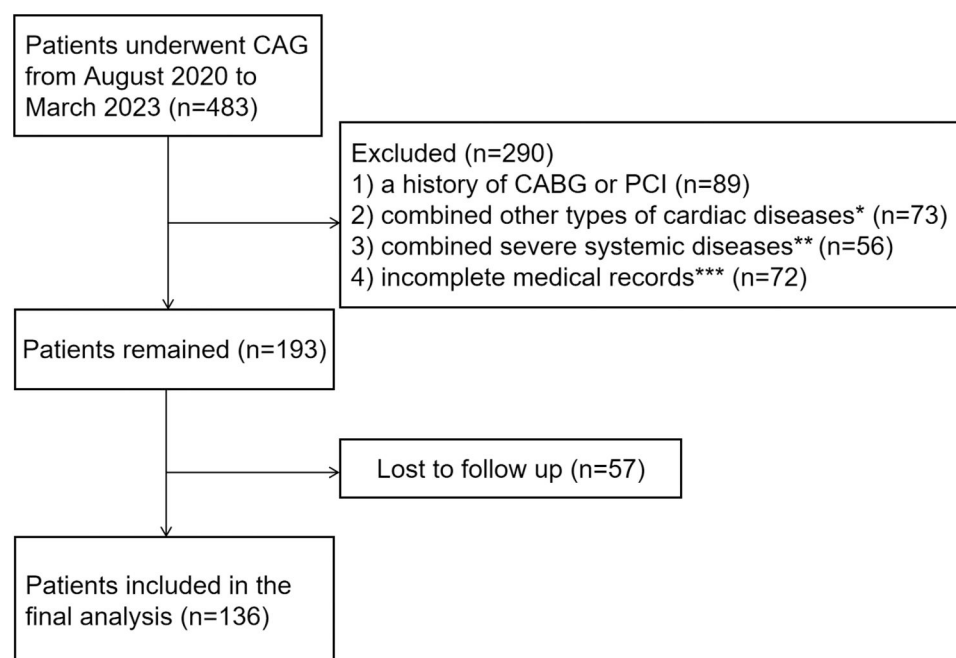 Patients underwent CAG
from August 2020 to
March 2023 (n=483)
Excluded (n=290)
1) a history of CABG or PCI (n=89)
2) combined other types of cardiac diseases* (n=73)
3) combined severe systemic diseases** (n=56)
4) incomplete medical records*** (n=72)
Patients remained (n=193)
Lost to follow up (n=57)
Patients included in the
final analysis (n=136)